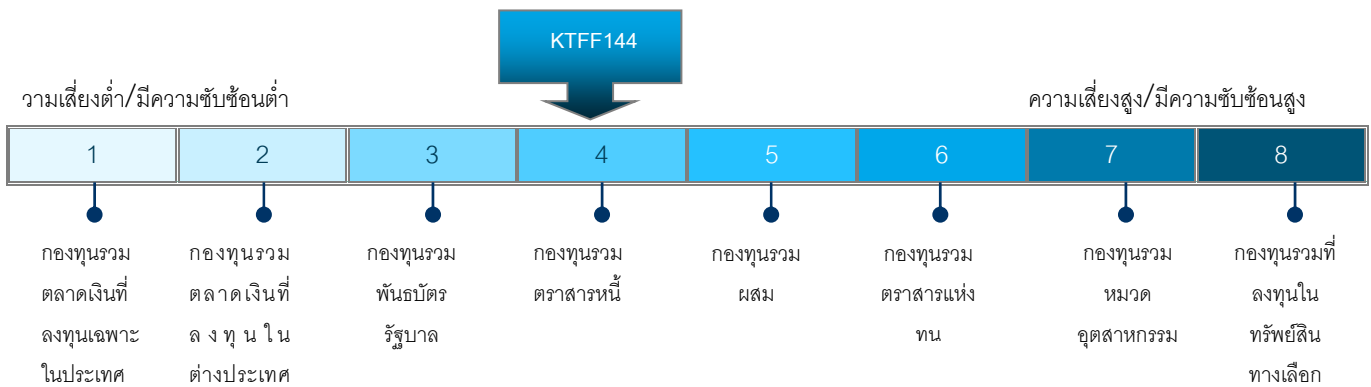 KTFF144
วามเสี่ยงต่ำ/มีความซับซ้อนต่ำ
ความเสี่ยงสูง/มีความซับซ้อนสูง
1 2 3 4 5 6 7 8
กองทุนรวม
ตลาดเงินที่
ลงทุนเฉพาะ
ในประเทศ
กองทุนรวม
ตลาดเงินที่
ลงทุนใน
ต่างประเทศ
กองทุนรวม
พันธบัตร
รัฐบาล
กองทุนรวม
ตราสารหนี้
กองทุนรวม
ผสม
กองทุนรวม
ตราสารแห่ง
ทน
กองทุนรวม
หมวด
อุตสาหกรรม
กองทุนรวมที่
ลงทุนใน
ทรัพย์สิน
ทางเลือก